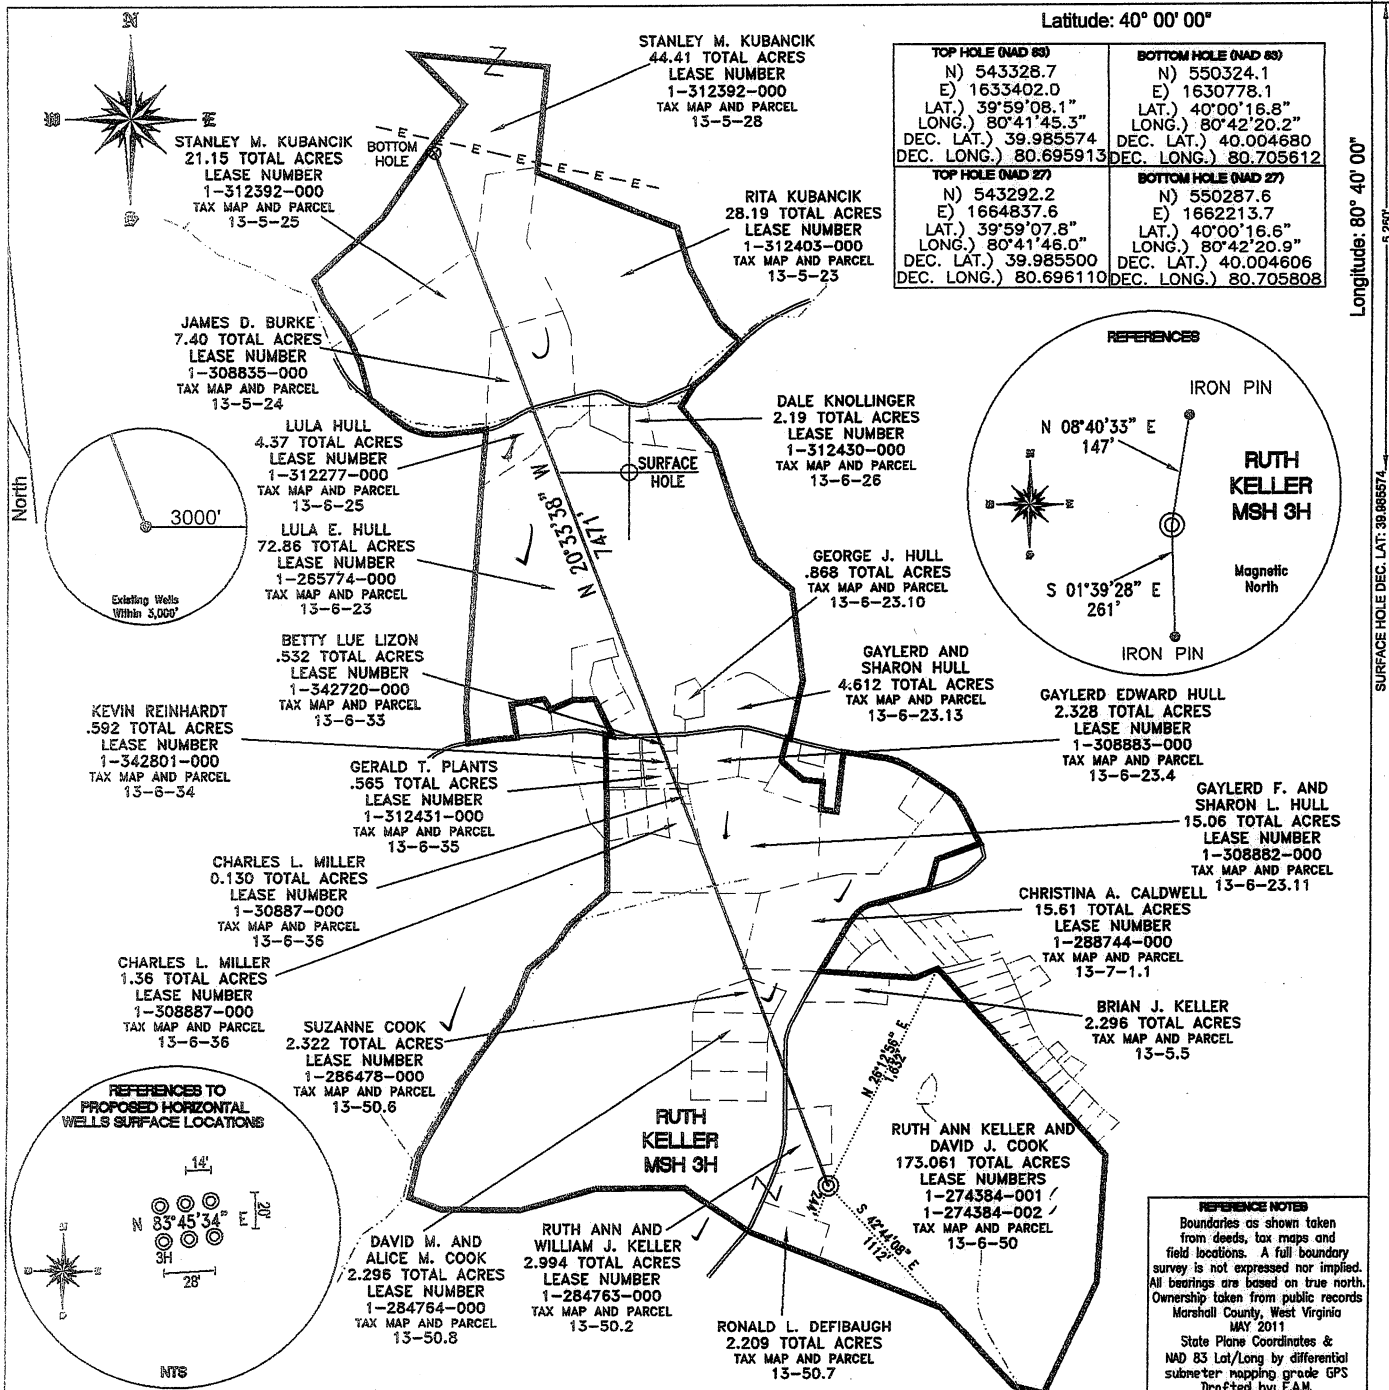 Latitude: 40° 00' 00"
TOP HOLE (NAD 83)
N) 543328.7
E) 1633402.0
LAT.) 39°59'08.1"
LONG.) 80°41'45.3"
DEC. LAT.) 39.985574
DEC. LONG.) 80.695913
BOTTOM HOLE (NAD 83)
N) 550324.1
E) 1630778.1
LAT.) 40°00'16.8"
LONG.) 80°42'20.2"
DEC. LAT.) 40.004680
DEC. LONG.) 80.705612
TOP HOLE (NAD 27)
N) 543292.2
E) 1664837.6
LAT.) 39°59'07.8"
LONG.) 80°41'46.0"
DEC. LAT.) 39.985500
DEC. LONG.) 80.696110
BOTTOM HOLE (NAD 27)
N) 550287.6
E) 1662213.7
LAT.) 40°00'16.6"
LONG.) 80°42'20.9"
DEC. LAT.) 40.004606
DEC. LONG.) 80.705808
Longitude: 80° 40' 00"
5,260'
SURFACE HOLE DEC. LAT: 39.985574
N
W
E
S
STANLEY M. KUBANCIK
44.41 TOTAL ACRES
LEASE NUMBER
1-312392-000
TAX MAP AND PARCEL
13-5-28
STANLEY M. KUBANCIK
21.15 TOTAL ACRES
LEASE NUMBER
1-312392-000
TAX MAP AND PARCEL
13-5-25
BOTTOM
HOLE
E
E
E
E
E
E
RITA KUBANCIK
28.19 TOTAL ACRES
LEASE NUMBER
1-312403-000
TAX MAP AND PARCEL
13-5-23
JAMES D. BURKE
7.40 TOTAL ACRES
LEASE NUMBER
1-308835-000
TAX MAP AND PARCEL
13-5-24
DALE KNOLLINGER
2.19 TOTAL ACRES
LEASE NUMBER
1-312430-000
TAX MAP AND PARCEL
13-6-26
LULA HULL
4.37 TOTAL ACRES
LEASE NUMBER
1-312277-000
TAX MAP AND PARCEL
13-6-25
SURFACE
HOLE
N 20°33'38" W
7471'
North
3000'
Existing Wells
Within 3,000'
LULA E. HULL
72.86 TOTAL ACRES
LEASE NUMBER
1-265774-000
TAX MAP AND PARCEL
13-6-23
REFERENCES
IRON PIN
N 08°40'33" E
147'
RUTH
KELLER
MSH 3H
N
W
E
S
S 01°39'28" E
261'
Magnetic
North
IRON PIN
GEORGE J. HULL
.868 TOTAL ACRES
TAX MAP AND PARCEL
13-6-23.10
BETTY LUE LIZON
.532 TOTAL ACRES
LEASE NUMBER
1-342720-000
TAX MAP AND PARCEL
13-6-33
GAYLERD AND
SHARON HULL
4.612 TOTAL ACRES
TAX MAP AND PARCEL
13-6-23.13
GAYLERD EDWARD HULL
2.328 TOTAL ACRES
LEASE NUMBER
1-308883-000
TAX MAP AND PARCEL
13-6-23.4
KEVIN REINHARDT
.592 TOTAL ACRES
LEASE NUMBER
1-342801-000
TAX MAP AND PARCEL
13-6-34
GERALD T. PLANTS
.565 TOTAL ACRES
LEASE NUMBER
1-312431-000
TAX MAP AND PARCEL
13-6-35
GAYLERD F. AND
SHARON L. HULL
15.06 TOTAL ACRES
LEASE NUMBER
1-308882-000
TAX MAP AND PARCEL
13-6-23.11
CHARLES L. MILLER
0.130 TOTAL ACRES
LEASE NUMBER
1-30887-000
TAX MAP AND PARCEL
13-6-36
CHRISTINA A. CALDWELL
15.61 TOTAL ACRES
LEASE NUMBER
1-288744-000
TAX MAP AND PARCEL
13-7-1.1
CHARLES L. MILLER
1.36 TOTAL ACRES
LEASE NUMBER
1-308887-000
TAX MAP AND PARCEL
13-6-36
BRIAN J. KELLER
2.296 TOTAL ACRES
TAX MAP AND PARCEL
13-5.5
SUZANNE COOK
2.322 TOTAL ACRES
LEASE NUMBER
1-286478-000
TAX MAP AND PARCEL
13-50.6
N 26°12'56" E
1,632'
RUTH
KELLER
MSH 3H
RUTH ANN KELLER AND
DAVID J. COOK
173.061 TOTAL ACRES
LEASE NUMBERS
1-274384-001
1-274384-002
TAX MAP AND PARCEL
13-6-50
244
S 42°44'08" E
1112'
REFERENCES TO
PROPOSED HORIZONTAL
WELLS SURFACE LOCATIONS
14'
N 83°45'34" E
20'
3H
28'
N
W
E
S
NTS
DAVID M. AND
ALICE M. COOK
2.296 TOTAL ACRES
LEASE NUMBER
1-284764-000
TAX MAP AND PARCEL
13-50.8
RUTH ANN AND
WILLIAM J. KELLER
2.994 TOTAL ACRES
LEASE NUMBER
1-284763-000
TAX MAP AND PARCEL
13-50.2
RONALD L. DEFIBAUGH
2.209 TOTAL ACRES
TAX MAP AND PARCEL
13-50.7
REFERENCE NOTES
Boundaries as shown taken
from deeds, tax maps and
field locations. A full boundary
survey is not expressed nor implied.
All bearings are based on true north.
Ownership taken from public records
Marshall County, West Virginia
MAY 2011
State Plane Coordinates &
NAD 83 Lat/Long by differential
submeter mapping grade GPS
Drafted by F.A.M.